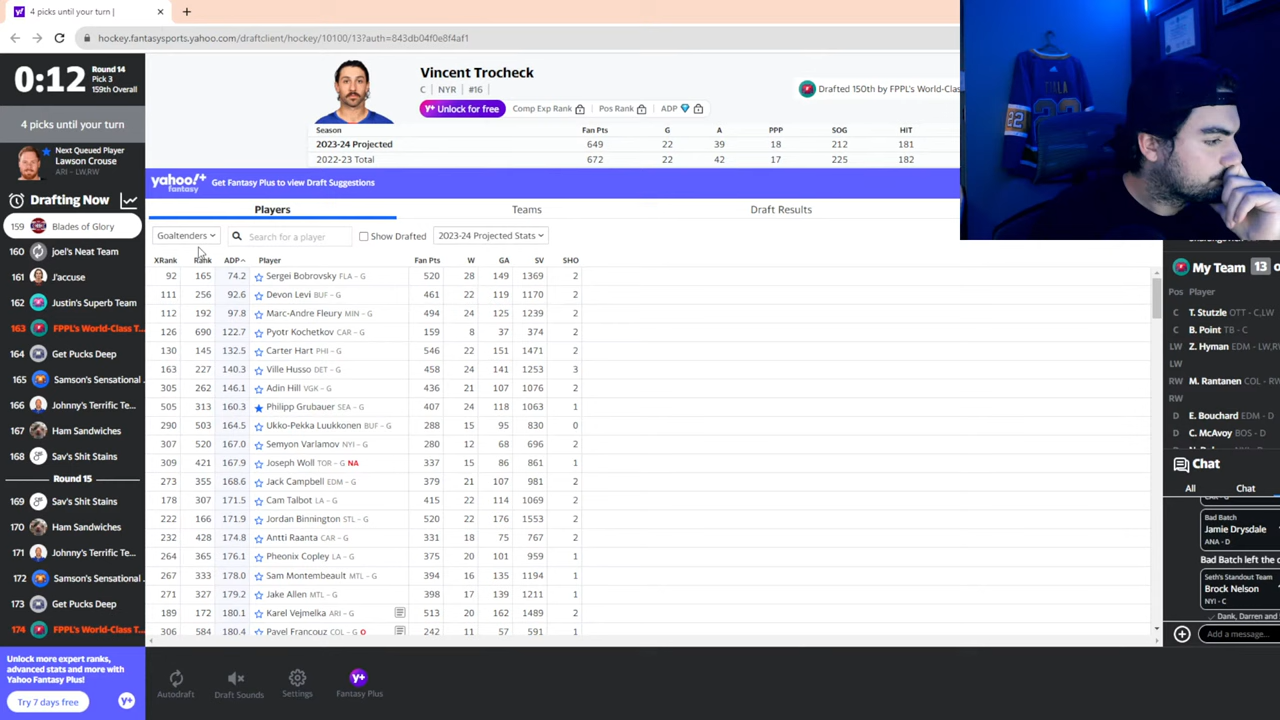 4 picks until your turn |
hockey.fantasysports.yahoo.com/draftclient/hockey/10100/13?auth=843db04f0e8f4af1
0:12
Round 14
Pick 3
159th Overall
4 picks until your turn
Next Queued Player
Lawson Crouse
ARI - LW,RW
Drafting Now
159 Blades of Glory
160 joel's Neat Team
161 J'accuse
162 Justin's Superb Team
163 FPPL's World-Class T...
164 Get Pucks Deep
165 Samson's Sensational ...
166 Johnny's Terrific Te...
167 Ham Sandwiches
168 Sav's Shit Stains
Round 15
169 Sav's Shit Stains
170 Ham Sandwiches
171 Johnny's Terrific Te...
172 Samson's Sensational ...
173 Get Pucks Deep
174 FPPL's World-Class T...
Unlock more expert ranks, advanced stats and more with Yahoo Fantasy Plus!
Try 7 days free
Y+
Vincent Trocheck
C | NYR | #16
Y+ Unlock for free Comp Exp Rank Pos Rank ADP
Drafted 150th by FPPL's World-Clas
Season Fan Pts G A PPP SOG HIT
2023-24 Projected 649 22 39 18 212 181
2022-23 Total 672 22 42 17 225 182
yahoo!+ fantasy Get Fantasy Plus to view Draft Suggestions
Players Teams Draft Results
Goaltenders Search for a player Show Drafted 2023-24 Projected Stats
XRank Rank ADP Player Fan Pts W GA SV SHO
92 165 74.2 Sergei Bobrovsky FLA - G 520 28 149 1369 2
111 256 92.6 Devon Levi BUF - G 461 22 119 1170 2
112 192 97.8 Marc-Andre Fleury MIN - G 494 24 125 1239 2
126 690 122.7 Pyotr Kochetkov CAR - G 159 8 37 374 2
130 145 132.5 Carter Hart PHI - G 546 22 151 1471 2
163 227 140.3 Ville Husso DET - G 458 24 141 1253 3
305 262 146.1 Adin Hill VGK - G 436 21 107 1076 2
505 313 160.3 Philipp Grubauer SEA - G 407 24 118 1063 1
290 503 164.5 Ukko-Pekka Luukkonen BUF - G 288 15 95 830 0
307 520 167.0 Semyon Varlamov NYI - G 280 12 68 696 2
309 421 167.9 Joseph Woll TOR - G NA 337 15 86 861 1
273 355 168.6 Jack Campbell EDM - G 379 21 107 981 2
178 307 171.5 Cam Talbot LA - G 415 22 114 1069 2
222 166 171.9 Jordan Binnington STL - G 520 22 176 1553 2
232 428 174.8 Antti Raanta CAR - G 331 18 73 767 2
264 365 176.1 Pheonix Copley LA - G 375 20 101 959 1
267 333 178.0 Sam Montembeault MTL - G 394 16 135 1194 1
271 327 179.2 Jake Allen MTL - G 398 17 139 1211 1
189 172 180.1 Karel Vejmelka ARI - G 513 20 162 1489 2
306 584 180.4 Pavel Francouz COL - G O 242 11 57 591 1
Autodraft Draft Sounds Settings Fantasy Plus
My Team 13 o
Pos Player
C T. Stutzle OTT - C,LW
C B. Point TB - C
LW Z. Hyman EDM - LW,R
LW
RW M. Rantanen COL - R
RW
D E. Bouchard EDM - D
D C. McAvoy BOS - D
Chat
All Chat
Bad Batch
Jamie Drysdale
ANA - D
Bad Batch left the
Seth's Standout Team
Brock Nelson
NYI - C
Dank, Darren and
Add a message...